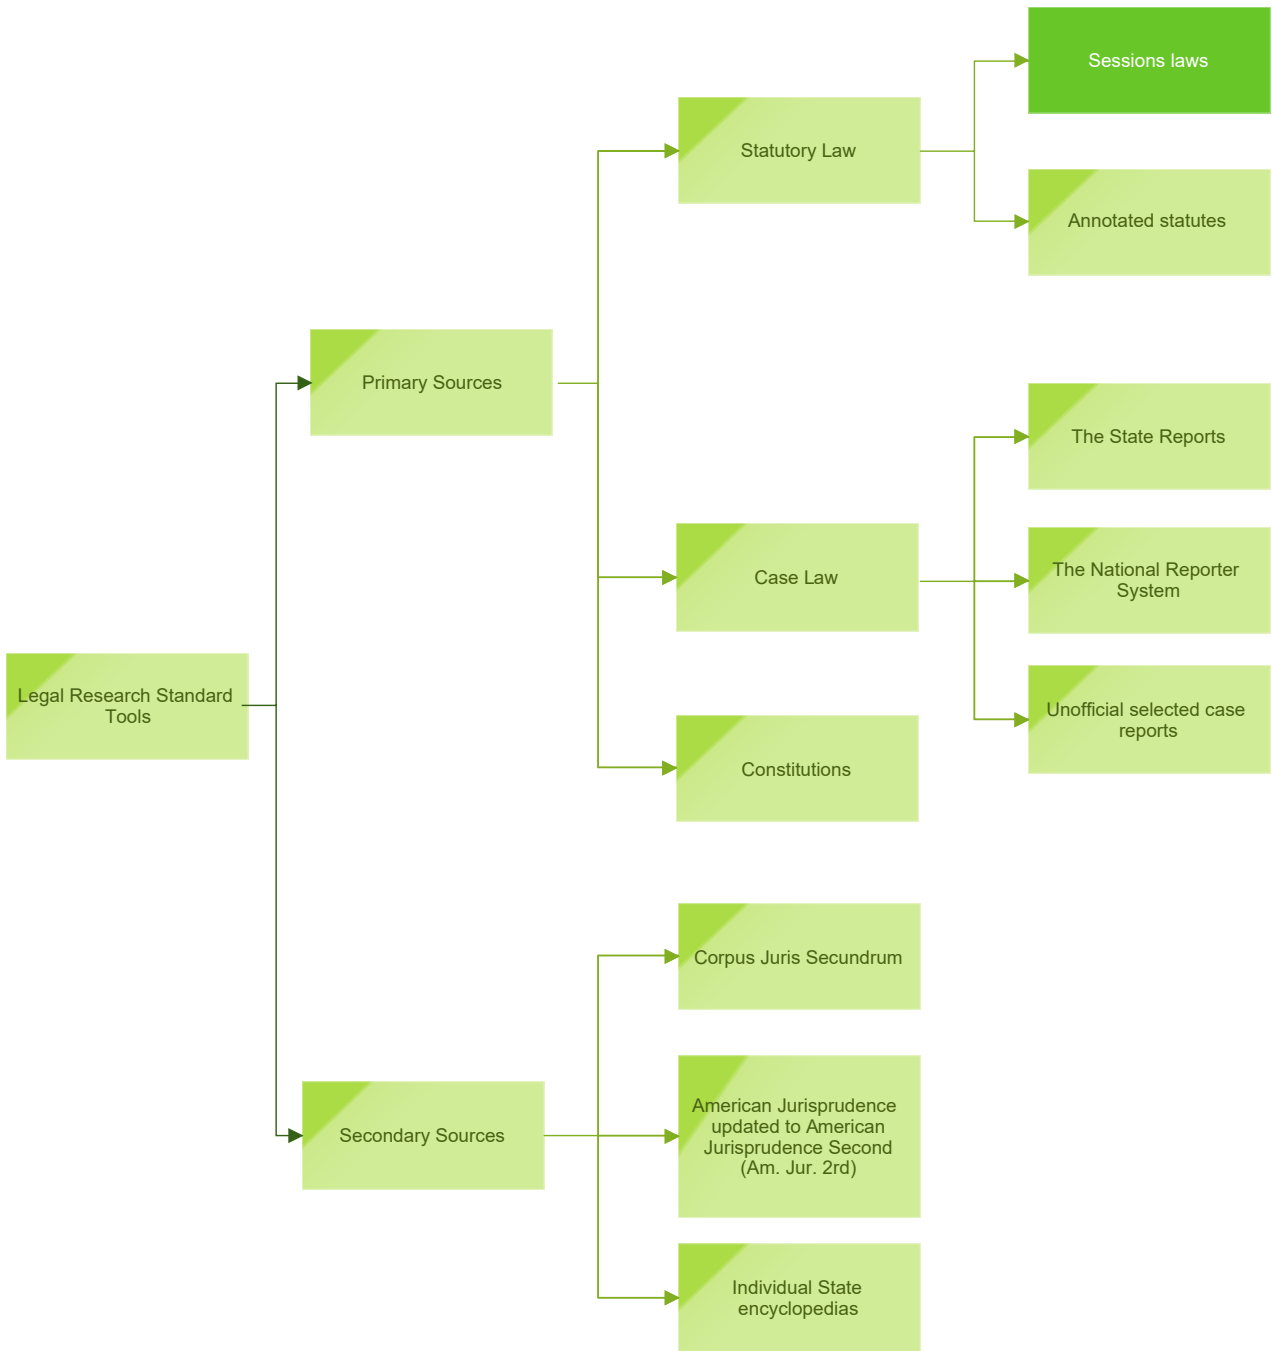 Sessions laws
Statutory Law
Annotated statutes
Primary Sources
The State Reports
The National Reporter
System
Case Law
Legal Research Standard
Tools
Unofficial selected case
reports
Constitutions
Corpus Juris Secundrum
American Jurisprudence
updated to American
Jurisprudence Second
(Am. Jur. 2rd)
Secondary Sources
Individual State
encyclopedias